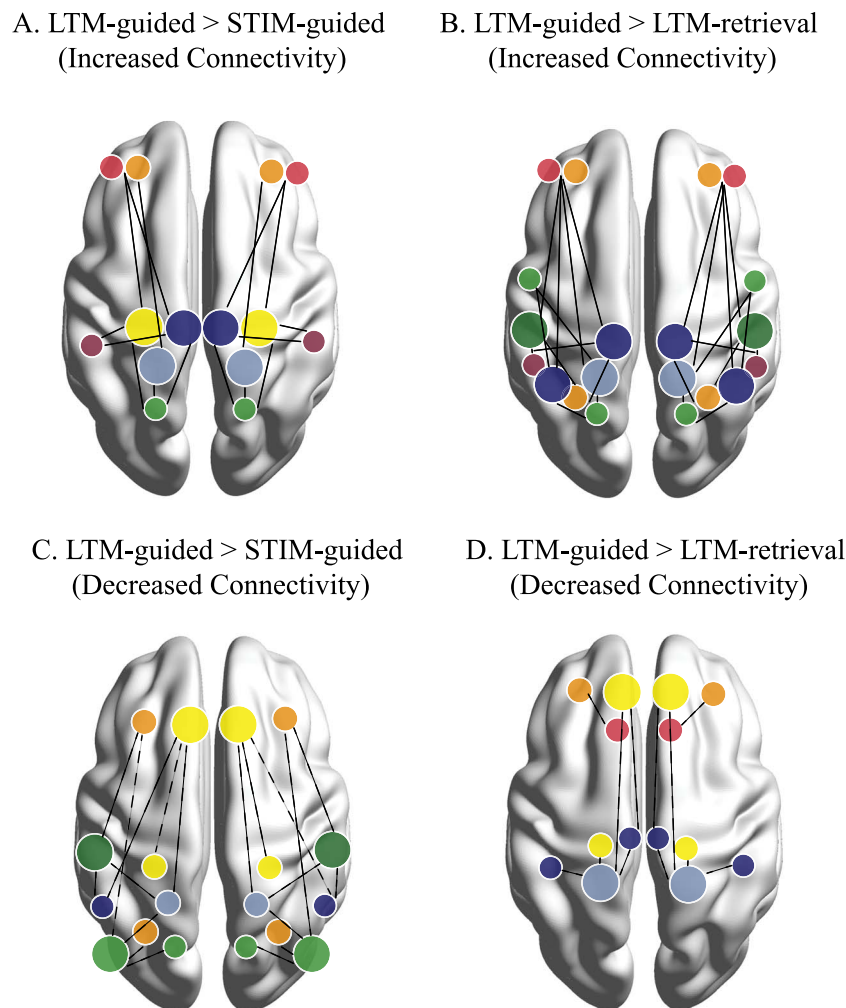 A. LTM-guided > STIM-guided
(Increased Connectivity)
B. LTM-guided > LTM-retrieval
(Increased Connectivity)
C. LTM-guided > STIM-guided
(Decreased Connectivity)
D. LTM-guided > LTM-retrieval
(Decreased Connectivity)